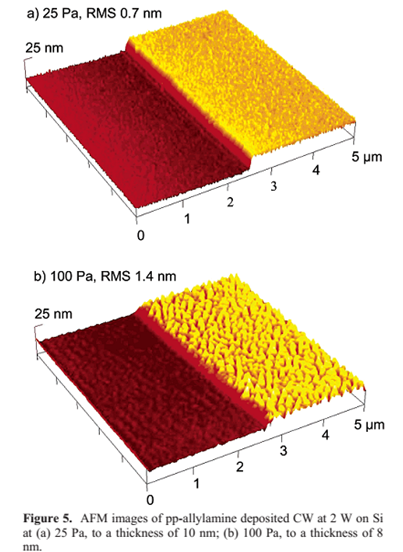 a) 25 Pa, RMS 0.7 nm
25 nm
5 µm
4
3
2
1
0
b) 100 Pa, RMS 1.4 nm
25 nm
5 µm
4
3
2
1
0
Figure 5. AFM images of pp-allylamine deposited CW at 2 W on Si
at (a) 25 Pa, to a thickness of 10 nm; (b) 100 Pa, to a thickness of 8
nm.